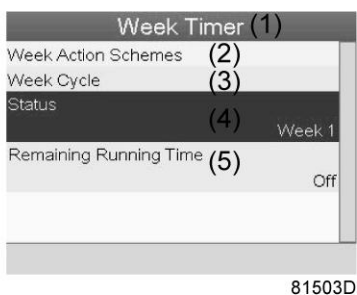 Week Timer (1)
Week Action Schemes (2)
Week Cycle (3)
Status
(4)
Week 1
Remaining Running Time (5)
Off
81503D